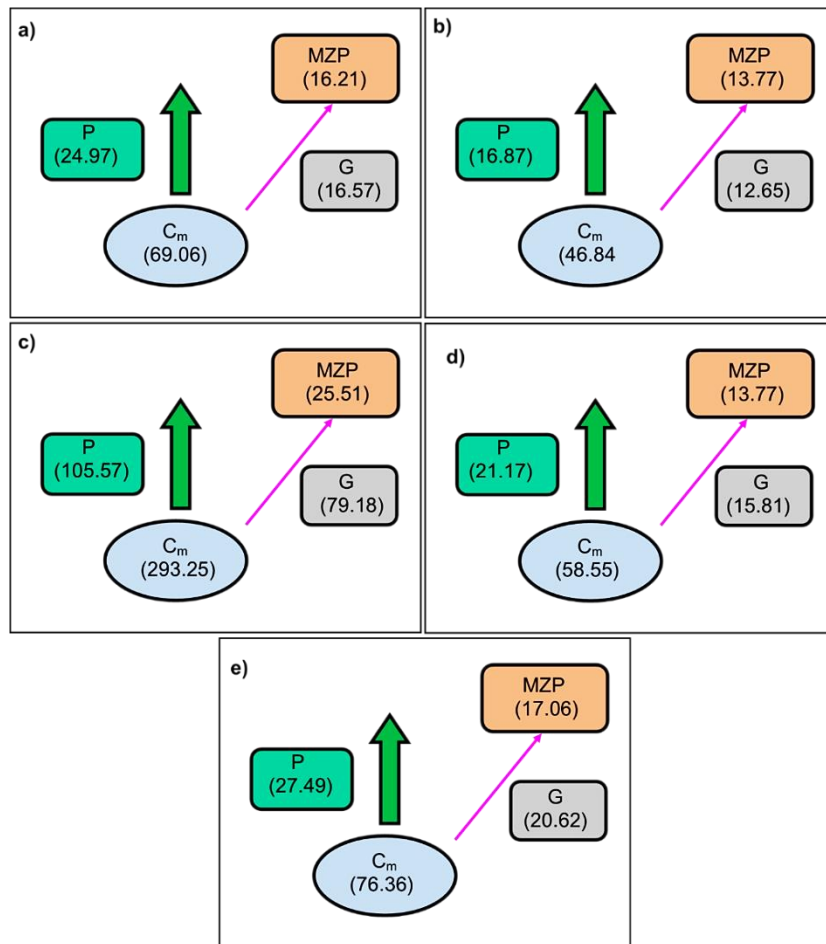 a)
MZP
(16.21)
P
(24.97)
G
(16.57)
Cₘ
(69.06)
b)
MZP
(13.77)
P
(16.87)
G
(12.65)
Cₘ
(46.84
c)
MZP
(25.51)
P
(105.57)
G
(79.18)
Cₘ
(293.25)
d)
MZP
(13.77)
P
(21.17)
G
(15.81)
Cₘ
(58.55)
e)
MZP
(17.06)
P
(27.49)
G
(20.62)
Cₘ
(76.36)